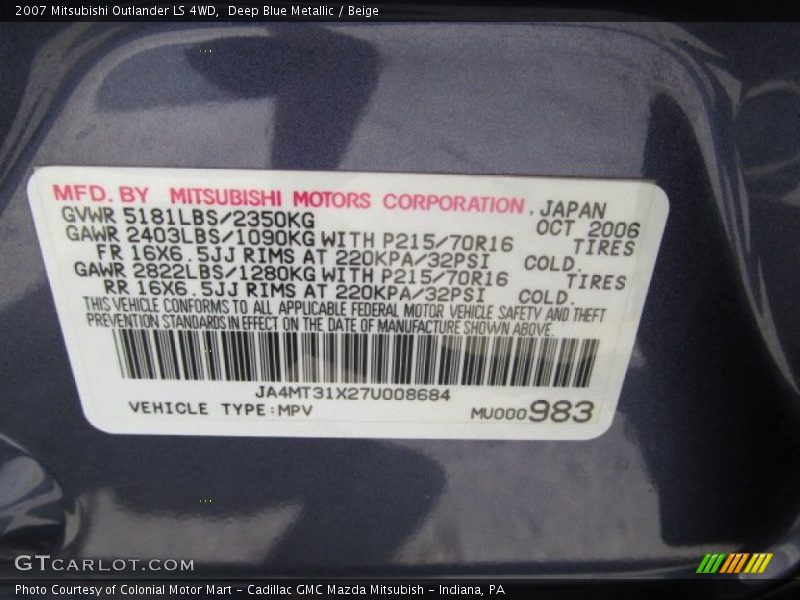 2007 Mitsubishi Outlander LS 4WD, Deep Blue Metallic / Beige
MFD. BY MITSUBISHI MOTORS CORPORATION, JAPAN
GVWR 5181LBS/2350KG OCT 2006
GAWR 2403LBS/1090KG WITH P215/70R16 TIRES
FR 16X6.5JJ RIMS AT 220KPA/32PSI COLD.
GAWR 2822LBS/1280KG WITH P215/70R16 TIRES
RR 16X6.5JJ RIMS AT 220KPA/32PSI COLD.
THIS VEHICLE CONFORMS TO ALL APPLICABLE FEDERAL MOTOR VEHICLE SAFETY AND THEFT
PREVENTION STANDARDS IN EFFECT ON THE DATE OF MANUFACTURE SHOWN ABOVE.
JA4MT31X27U008684
VEHICLE TYPE:MPV MU000983
GTCARLOT.COM
Photo Courtesy of Colonial Motor Mart - Cadillac GMC Mazda Mitsubish - Indiana, PA